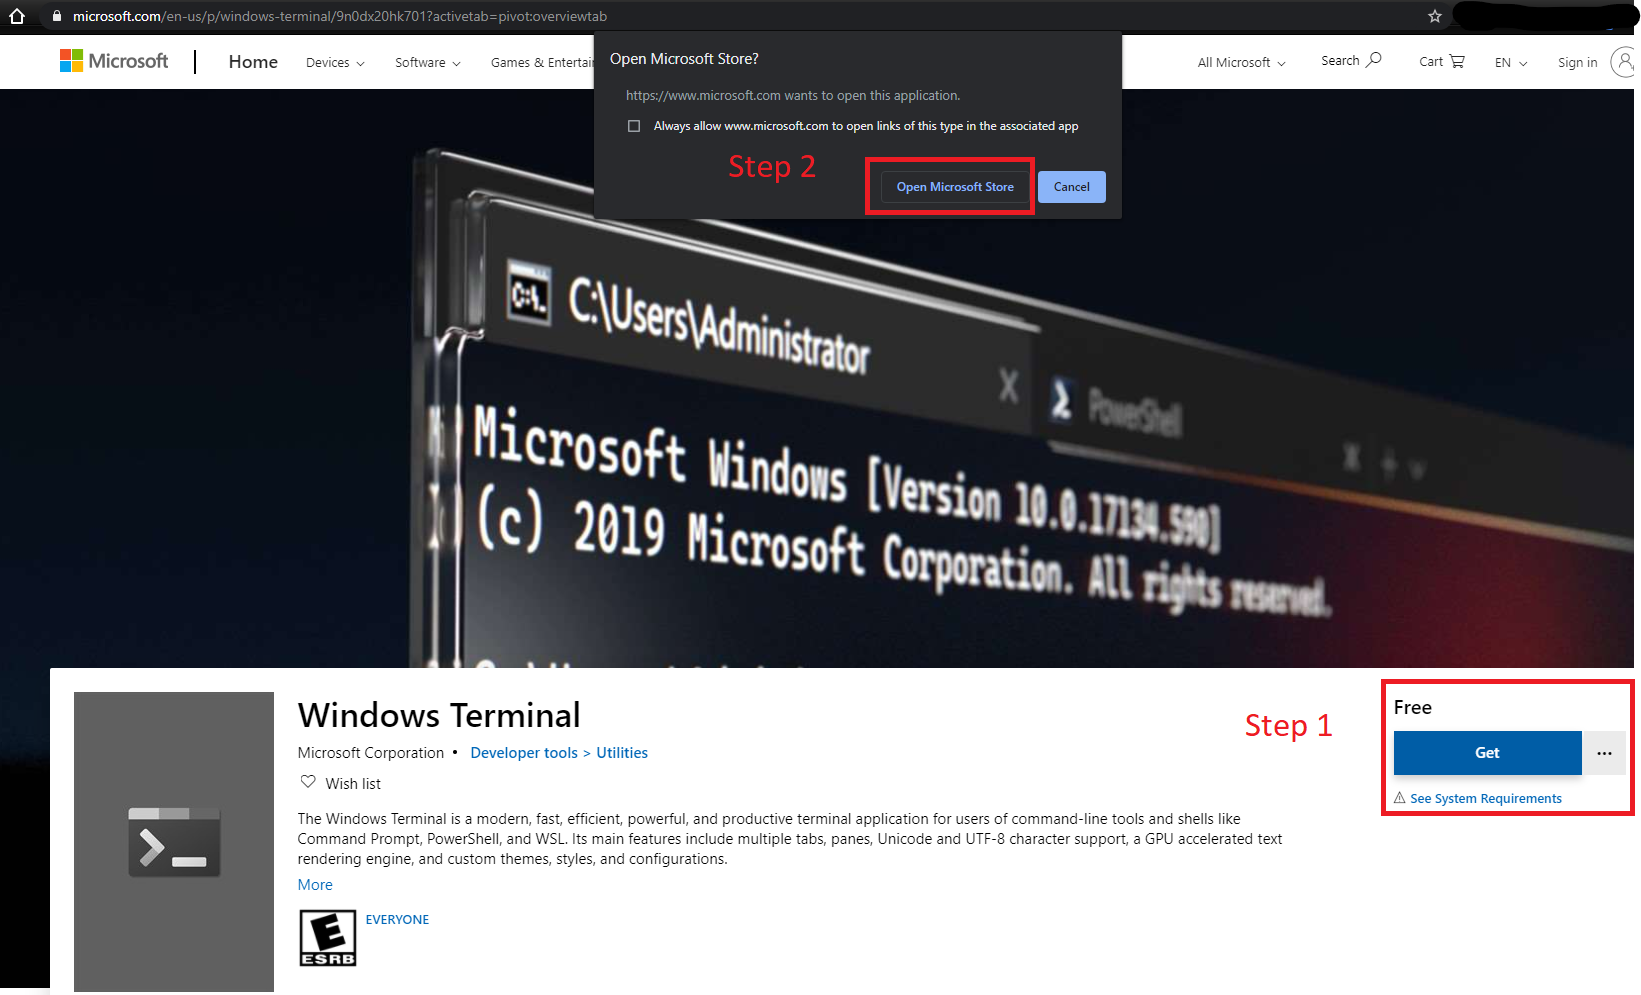 microsoft.com/en-us/p/windows-terminal/9n0dx20hk701?activetab=pivot:overviewtab
Microsoft
Home
Devices
Software
Games & Entertain
All Microsoft
Search
Cart
EN
Sign in
Open Microsoft Store?
https://www.microsoft.com wants to open this application.
Always allow www.microsoft.com to open links of this type in the associated app
Step 2
Open Microsoft Store
Cancel
C:\Users\Administrator
X
PowerShell
Microsoft Windows [Version 10.0.17134.590]
(c) 2019 Microsoft Corporation. All rights reserved.
Windows Terminal
Microsoft Corporation • Developer tools > Utilities
Wish list
The Windows Terminal is a modern, fast, efficient, powerful, and productive terminal application for users of command-line tools and shells like
Command Prompt, PowerShell, and WSL. Its main features include multiple tabs, panes, Unicode and UTF-8 character support, a GPU accelerated text
rendering engine, and custom themes, styles, and configurations.
More
E
ESRB
EVERYONE
Step 1
Free
Get
...
See System Requirements